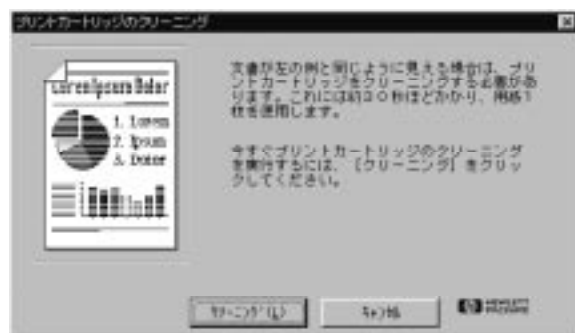 プリントカートリッジのクリーニング
Lorem Ipsum Dolor
1. Lorem
2. Ipsum
3. Dolor
文書が左の例と同じように見える場合は、プリ
ントカートリッジをクリーニングする必要があ
ります。これには約30秒ほどかかり、用紙1
枚を使用します。
今すぐプリントカートリッジのクリーニング
を実行するには、[クリーニング] をクリッ
クしてください。
クリーニング(L)
キャンセル
hp HEWLETT
PACKARD